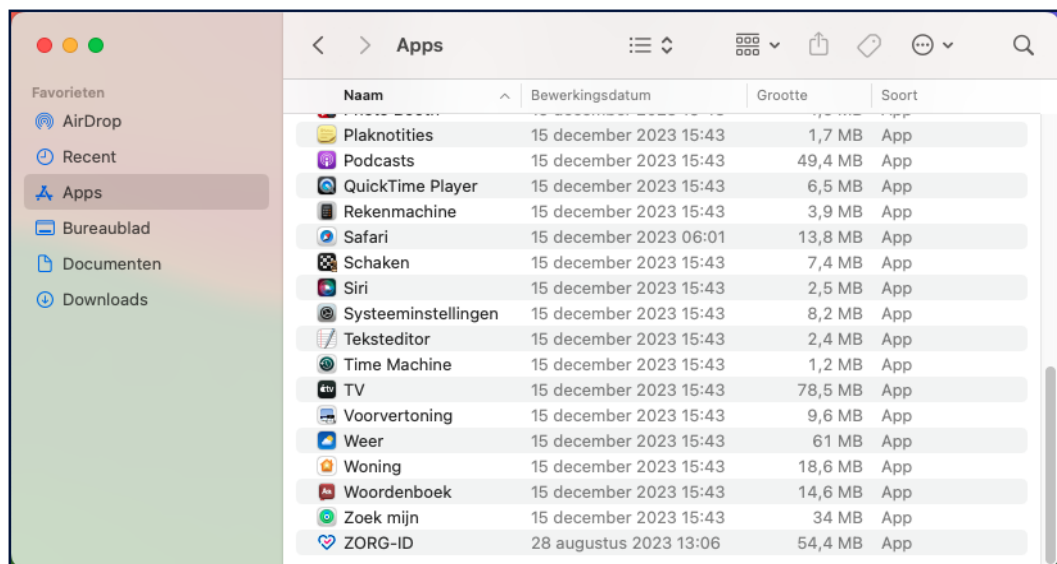 Apps
Favorieten
AirDrop
Recent
Apps
Bureaublad
Documenten
Downloads
Naam Bewerkingsdatum Grootte Soort
Plaknotities 15 december 2023 15:43 1,7 MB App
Podcasts 15 december 2023 15:43 49,4 MB App
QuickTime Player 15 december 2023 15:43 6,5 MB App
Rekenmachine 15 december 2023 15:43 3,9 MB App
Safari 15 december 2023 06:01 13,8 MB App
Schaken 15 december 2023 15:43 7,4 MB App
Siri 15 december 2023 15:43 2,5 MB App
Systeeminstellingen 15 december 2023 15:43 8,2 MB App
Teksteditor 15 december 2023 15:43 2,4 MB App
Time Machine 15 december 2023 15:43 1,2 MB App
TV 15 december 2023 15:43 78,5 MB App
Voorvertoning 15 december 2023 15:43 9,6 MB App
Weer 15 december 2023 15:43 61 MB App
Woning 15 december 2023 15:43 18,6 MB App
Woordenboek 15 december 2023 15:43 14,6 MB App
Zoek mijn 15 december 2023 15:43 34 MB App
ZORG-ID 28 augustus 2023 13:06 54,4 MB App